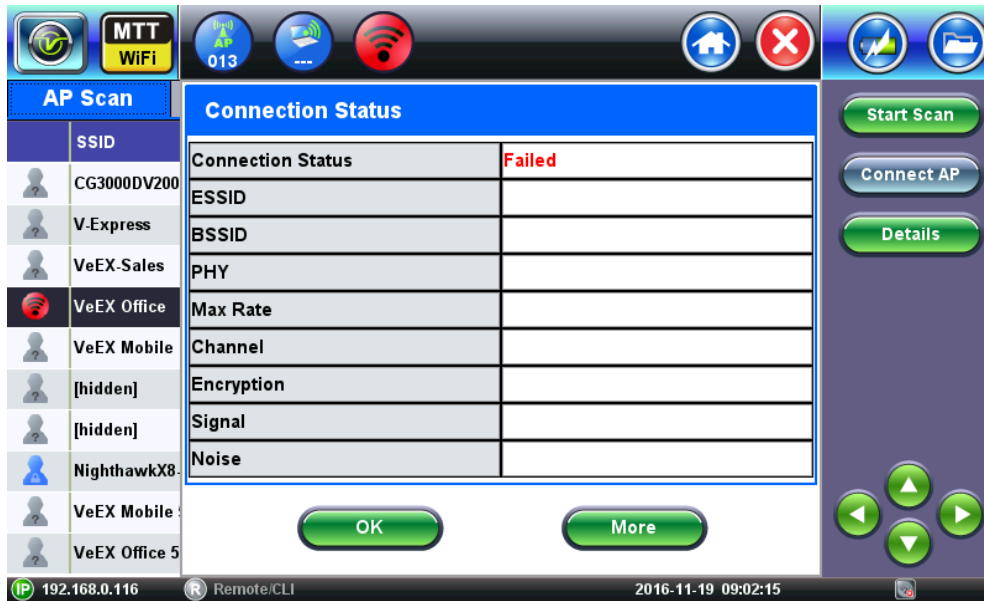 MTT
WiFi
AP
013
---
AP Scan
SSID
CG3000DV200
V-Express
VeEX-Sales
VeEX Office
VeEX Mobile
[hidden]
[hidden]
NighthawkX8-
VeEX Mobile
VeEX Office 5
Connection Status
Connection Status Failed
ESSID
BSSID
PHY
Max Rate
Channel
Encryption
Signal
Noise
OK More
Start Scan
Connect AP
Details
IP 192.168.0.116 R Remote/CLI 2016-11-19 09:02:15